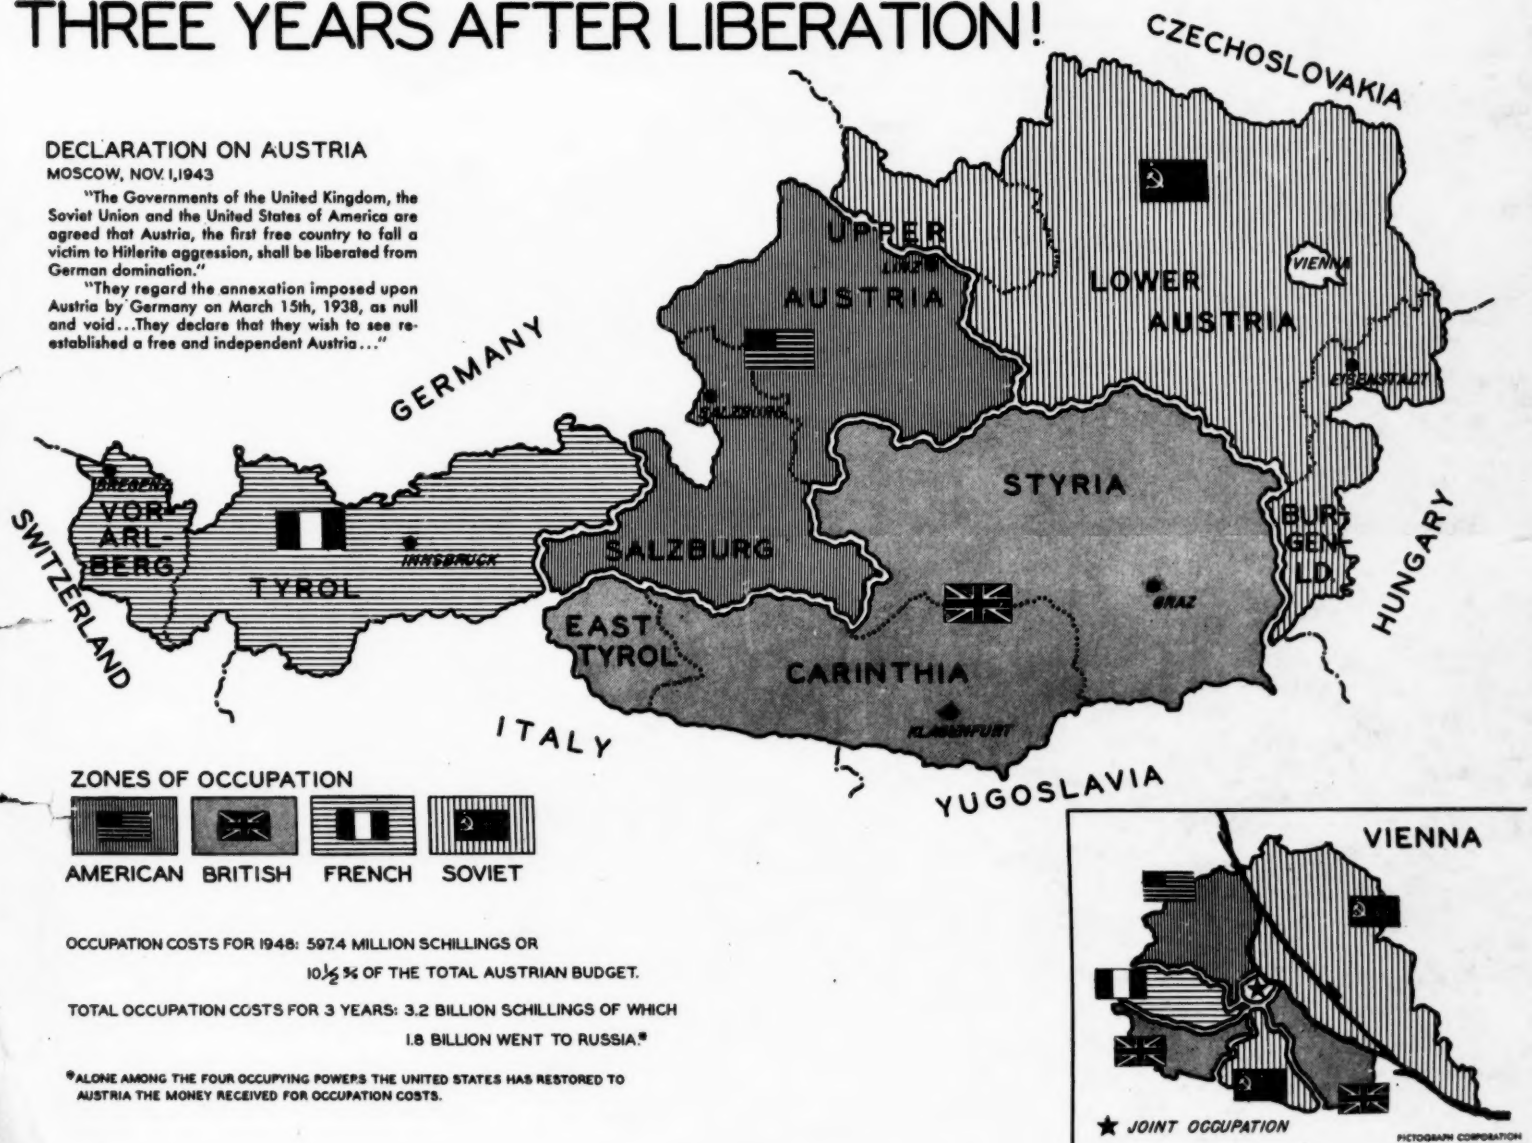 THREE YEARS AFTER LIBERATION!
CZECHOSLOVAKIA
DECLARATION ON AUSTRIA
MOSCOW, NOV. 1, 1943
"The Governments of the United Kingdom, the
Soviet Union and the United States of America are
agreed that Austria, the first free country to fall a
victim to Hitlerite aggression, shall be liberated from
German domination."
"They regard the annexation imposed upon
Austria by Germany on March 15th, 1938, as null
and void...They declare that they wish to see re-
established a free and independent Austria..."
GERMANY
UPPER
AUSTRIA
LINZ
LOWER
AUSTRIA
VIENNA
EISENSTADT
SALZBURG
STYRIA
BREGENZ
VOR-
ARL-
BERG
SWITZERLAND
INNSBRUCK
TYROL
SALZBURG
BUR-
GEN-
LD.
HUNGARY
GRAZ
EAST
TYROL
CARINTHIA
KLAGENFURT
ITALY
YUGOSLAVIA
ZONES OF OCCUPATION
AMERICAN BRITISH FRENCH SOVIET
OCCUPATION COSTS FOR 1948: 597.4 MILLION SCHILLINGS OR
10½% OF THE TOTAL AUSTRIAN BUDGET.
TOTAL OCCUPATION COSTS FOR 3 YEARS: 3.2 BILLION SCHILLINGS OF WHICH
1.8 BILLION WENT TO RUSSIA.*
*ALONE AMONG THE FOUR OCCUPYING POWERS THE UNITED STATES HAS RESTORED TO
AUSTRIA THE MONEY RECEIVED FOR OCCUPATION COSTS.
VIENNA
★ JOINT OCCUPATION
PICTOGRAPH CORPORATION